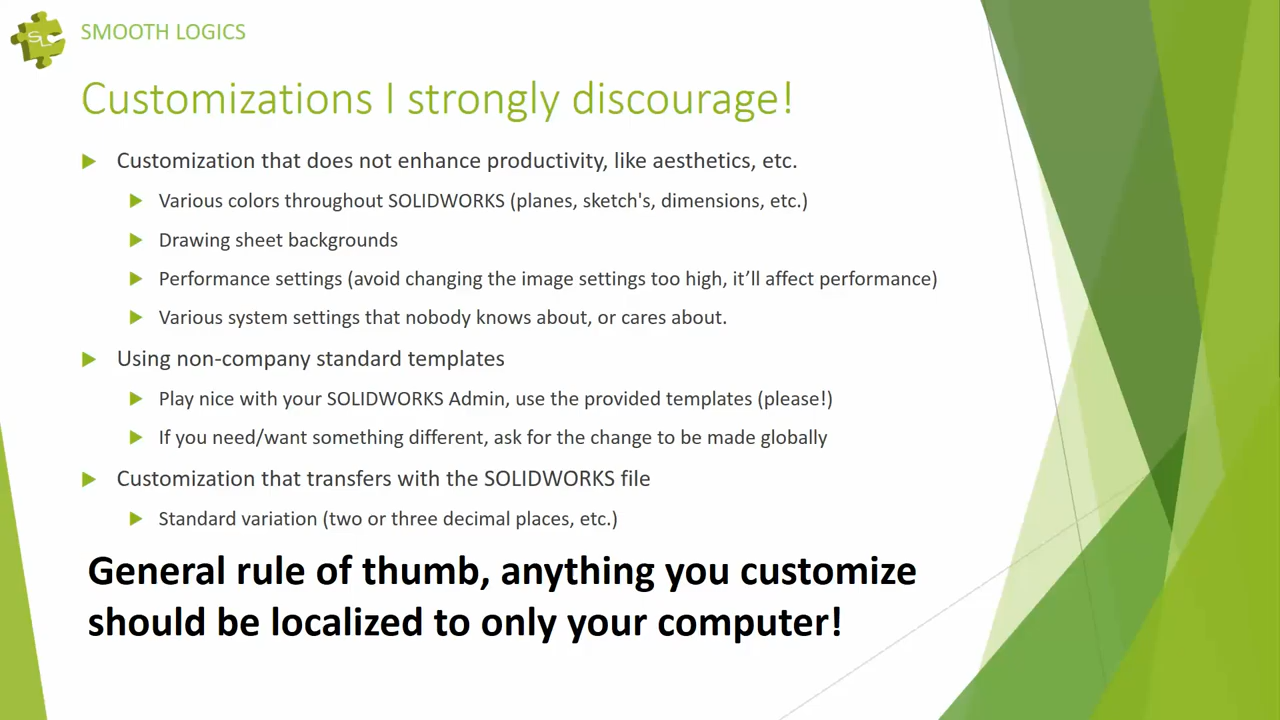 SL
SMOOTH LOGICS
Customizations I strongly discourage!
Customization that does not enhance productivity, like aesthetics, etc.
Various colors throughout SOLIDWORKS (planes, sketch's, dimensions, etc.)
Drawing sheet backgrounds
Performance settings (avoid changing the image settings too high, it’ll affect performance)
Various system settings that nobody knows about, or cares about.
Using non-company standard templates
Play nice with your SOLIDWORKS Admin, use the provided templates (please!)
If you need/want something different, ask for the change to be made globally
Customization that transfers with the SOLIDWORKS file
Standard variation (two or three decimal places, etc.)
General rule of thumb, anything you customize
should be localized to only your computer!